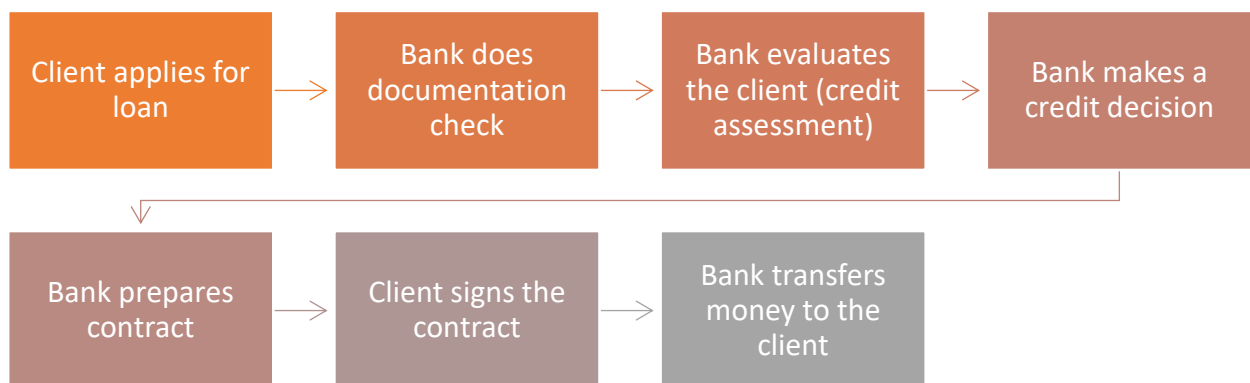 Client applies for
loan
Bank does
documentation
check
Bank evaluates
the client (credit
assessment)
Bank makes a
credit decision
Bank prepares
contract
Client signs the
contract
Bank transfers
money to the
client